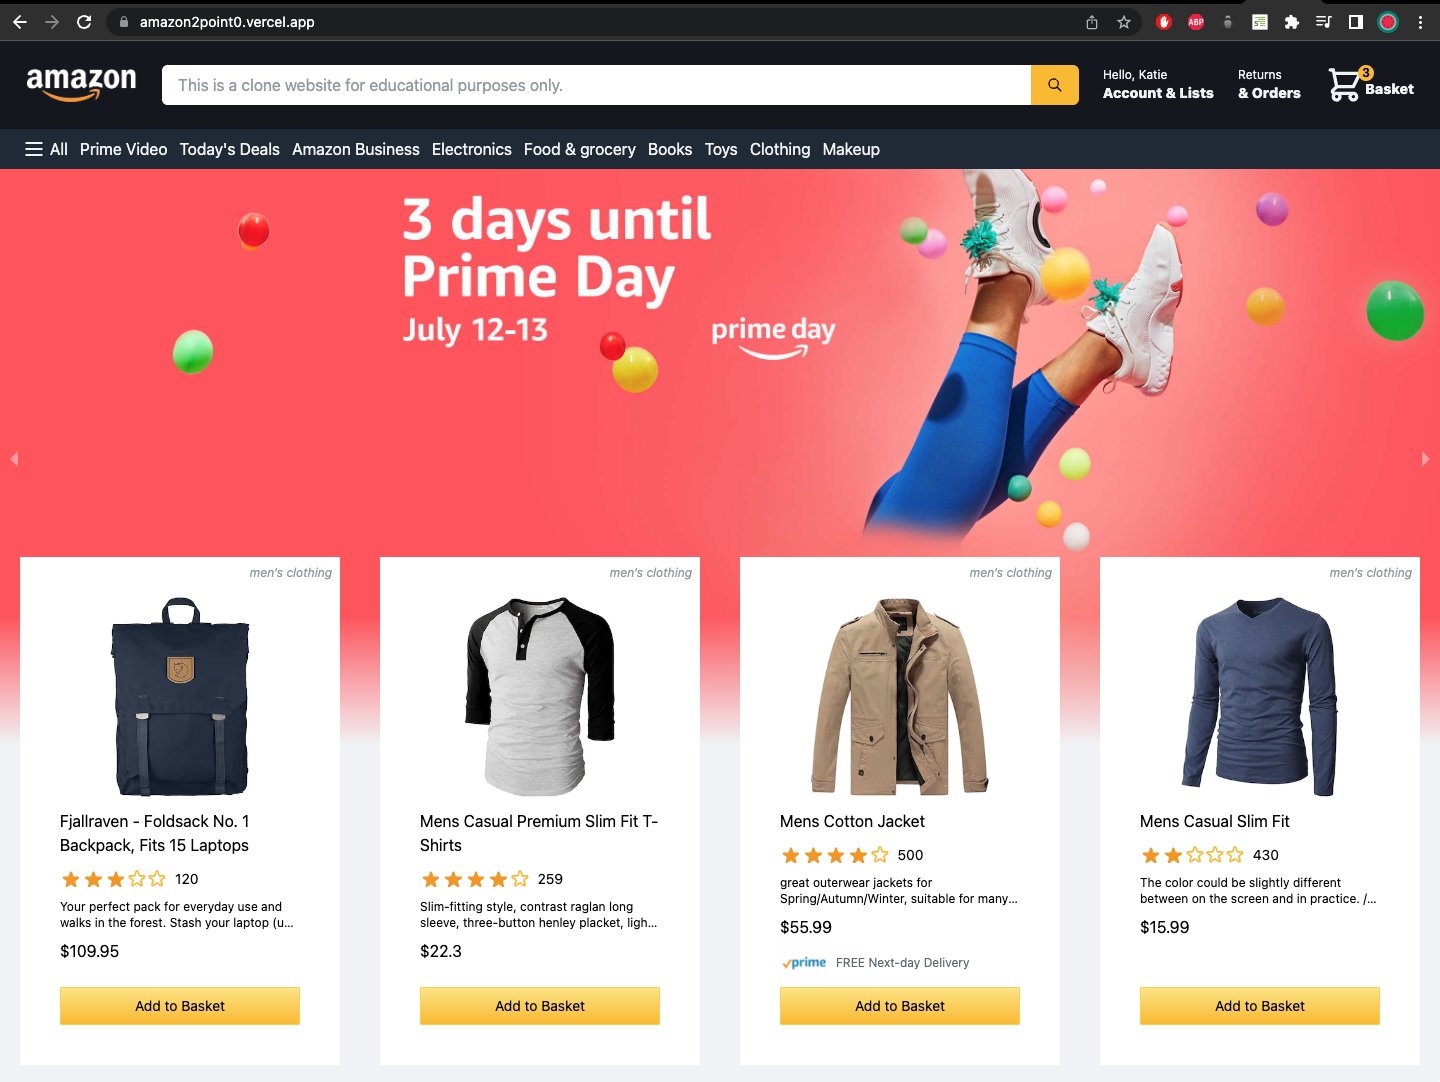 amazon2point0.vercel.app
ABP
amazon
This is a clone website for educational purposes only.
Hello, Katie
Account & Lists
Returns
& Orders
3
Basket
All Prime Video Today's Deals Amazon Business Electronics Food & grocery Books Toys Clothing Makeup
3 days until
Prime Day
July 12-13
prime day
men's clothing
Fjallraven - Foldsack No. 1
Backpack, Fits 15 Laptops
120
Your perfect pack for everyday use and
walks in the forest. Stash your laptop (u...
$109.95
Add to Basket
men's clothing
Mens Casual Premium Slim Fit T-
Shirts
259
Slim-fitting style, contrast raglan long
sleeve, three-button henley placket, ligh...
$22.3
Add to Basket
men's clothing
Mens Cotton Jacket
500
great outerwear jackets for
Spring/Autumn/Winter, suitable for many...
$55.99
prime FREE Next-day Delivery
Add to Basket
men's clothing
Mens Casual Slim Fit
430
The color could be slightly different
between on the screen and in practice. /...
$15.99
Add to Basket